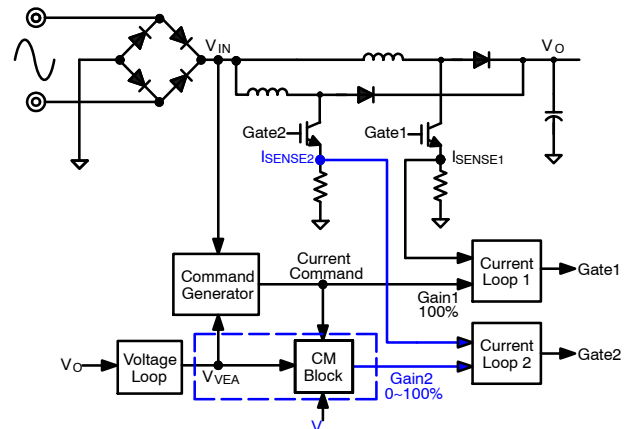 VIN
VO
Gate2
Gate1
ISENSE2
ISENSE1
Command
Generator
Current
Command
Current
Loop 1
Gate1
Gain1
100%
VO
Voltage
Loop
VVEA
CM
Block
Gain2
0~100%
Current
Loop 2
Gate2
V